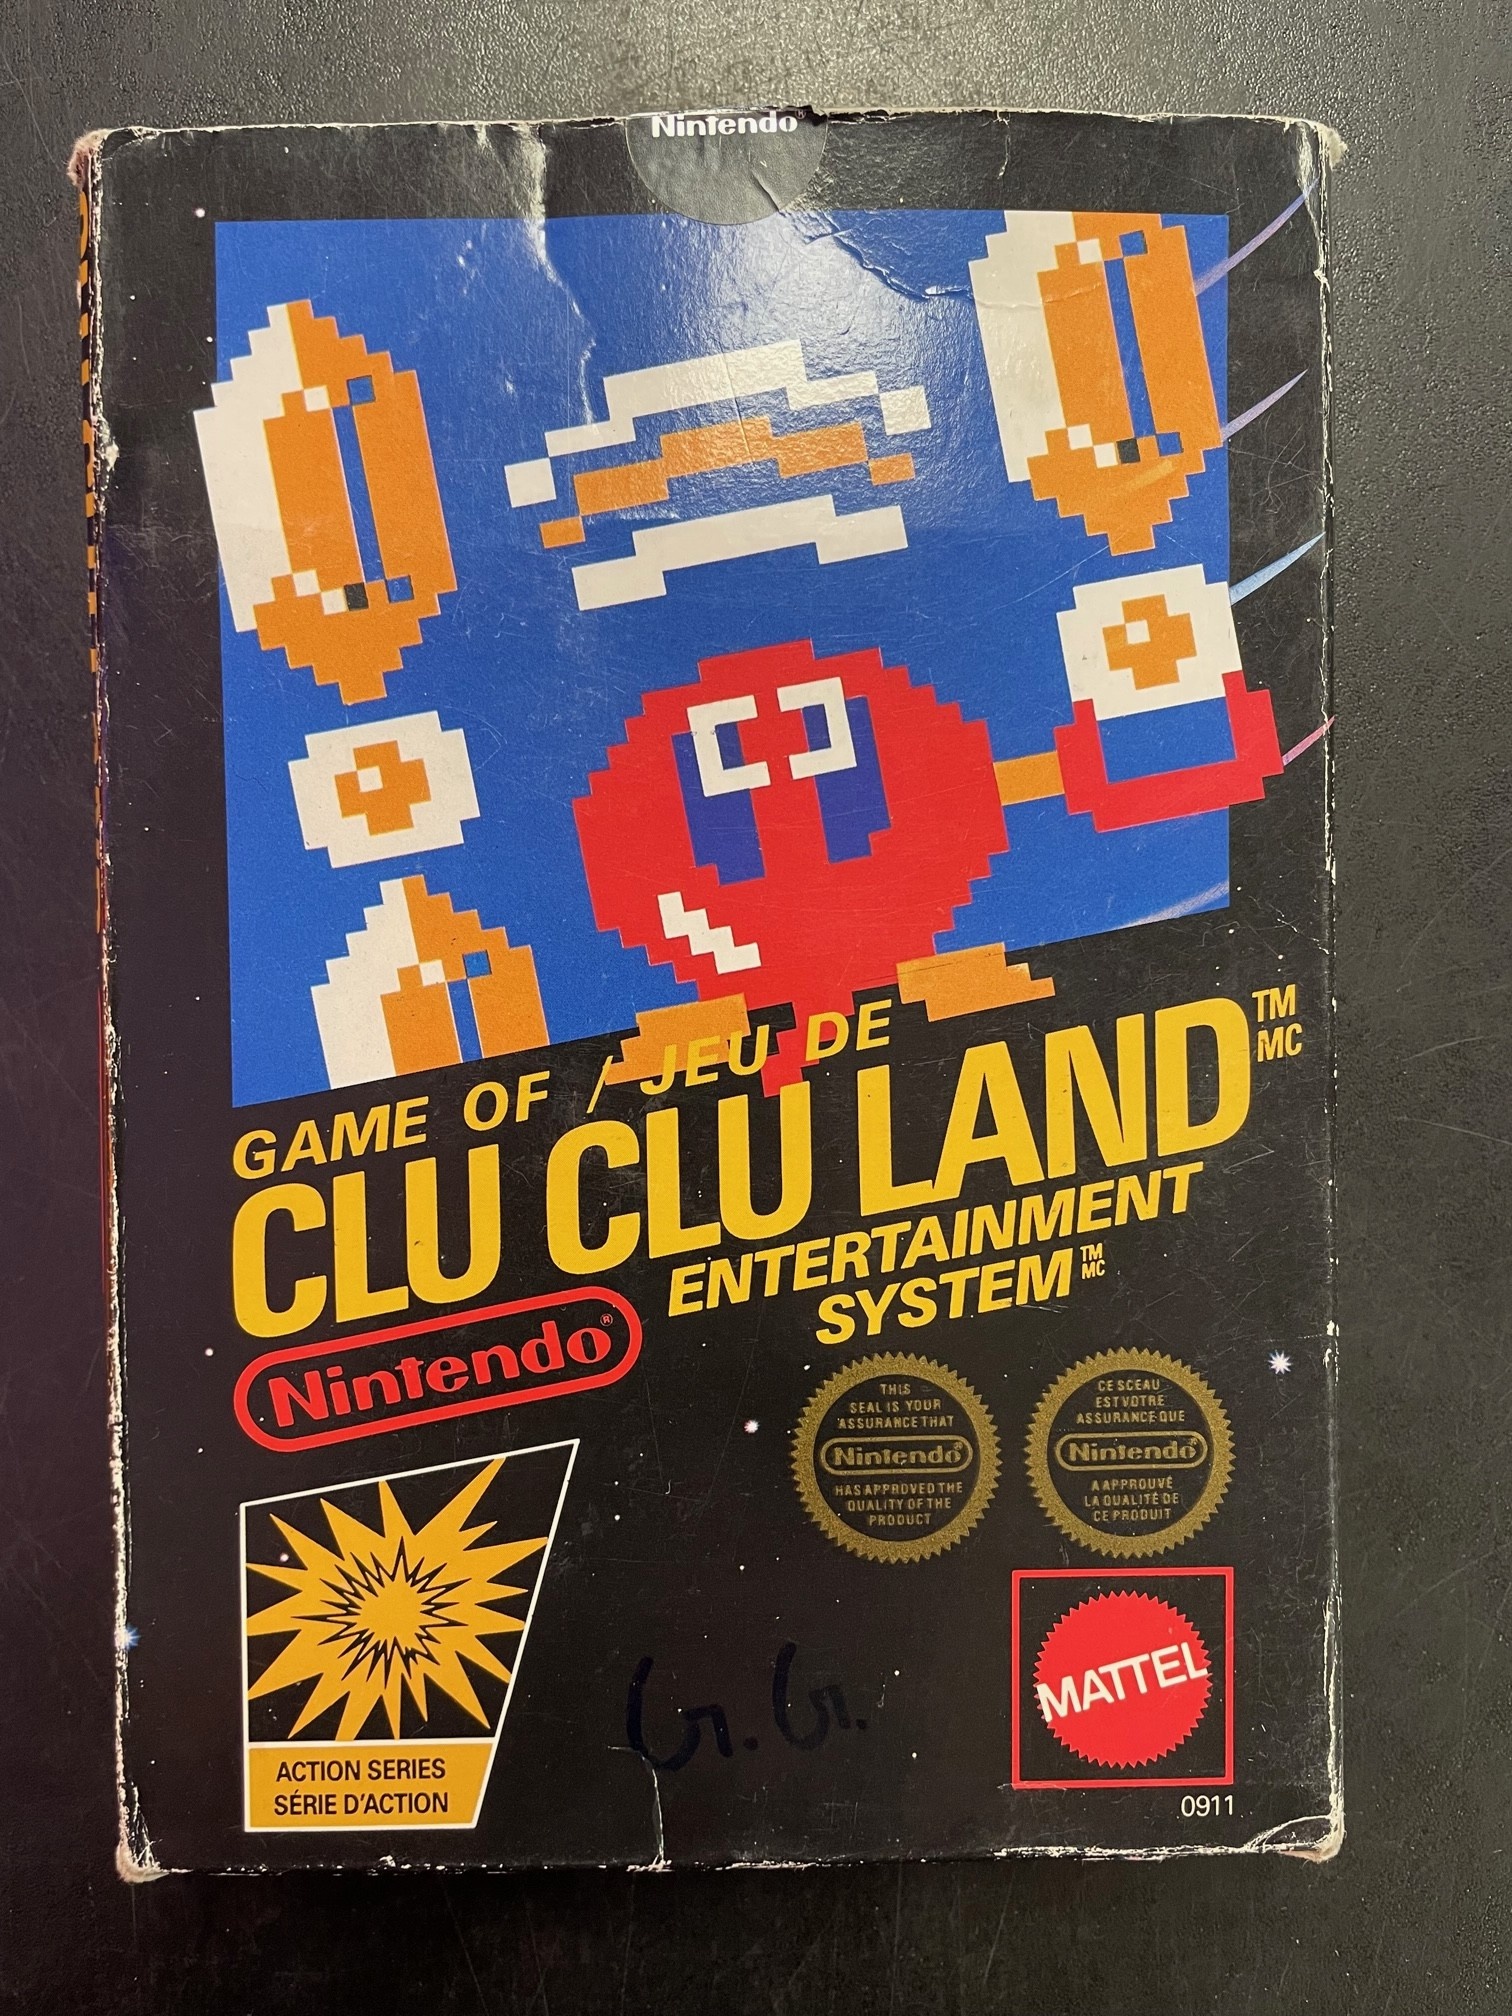 Nintendo®
GAME OF / JEU DE
CLU CLU LAND TM MC
ENTERTAINMENT
SYSTEM TM MC
Nintendo®
THIS
SEAL IS YOUR
ASSURANCE THAT
Nintendo®
HAS APPROVED THE
QUALITY OF THE
PRODUCT
CE SCEAU
EST VOTRE
ASSURANCE QUE
Nintendo®
A APPROUVÉ
LA QUALITÉ DE
CE PRODUIT
ACTION SERIES
SÉRIE D'ACTION
G.G.
MATTEL
0911